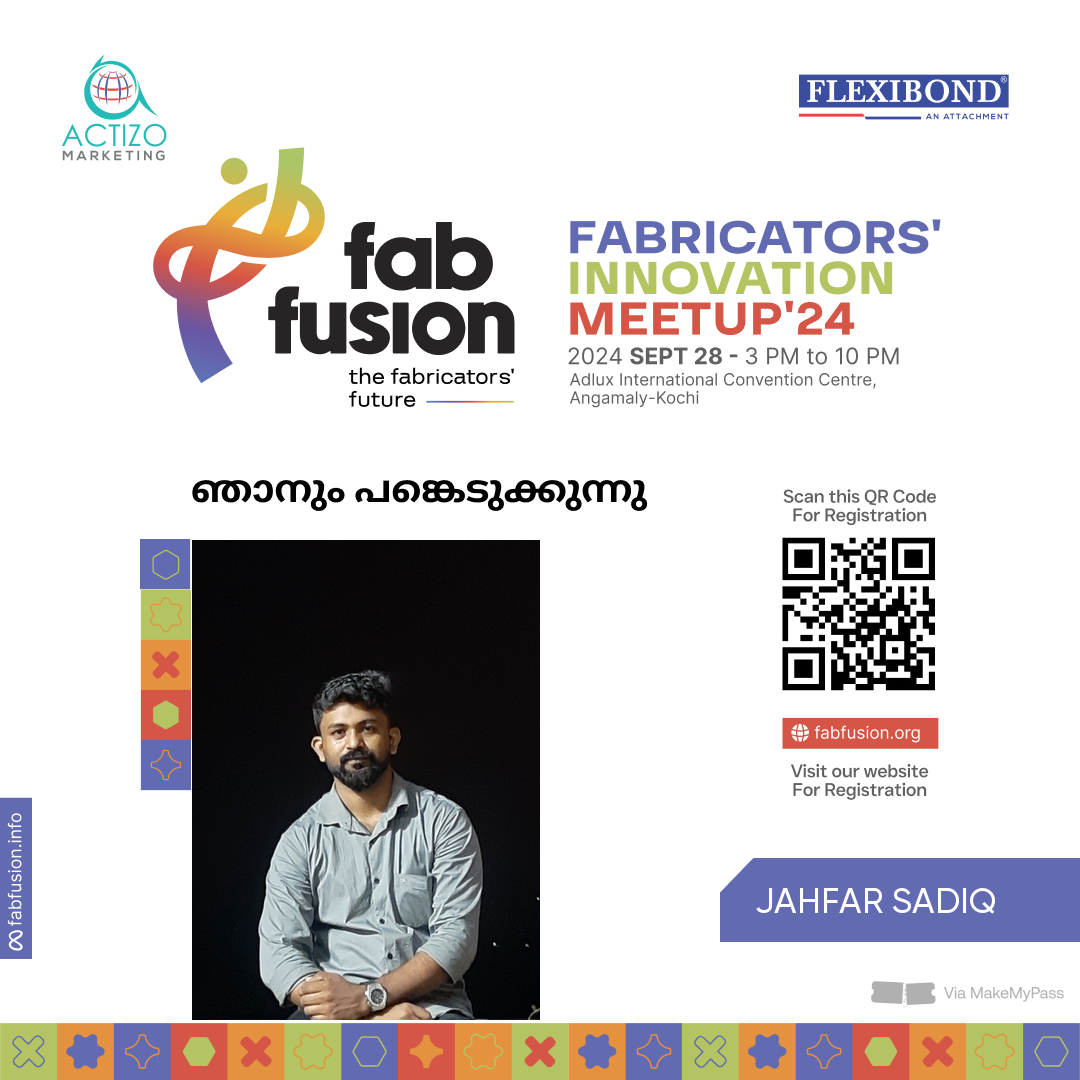 ACTIZO
MARKETING
FLEXIBOND®
AN ATTACHMENT
fab
fusion
the fabricators'
future
FABRICATORS'
INNOVATION
MEETUP'24
2024 SEPT 28 - 3 PM to 10 PM
Adlux International Convention Centre,
Angamaly-Kochi
ഞാനും പങ്കെടുക്കുന്നു
Scan this QR Code
For Registration
fabfusion.org
Visit our website
For Registration
fabfusion.info
JAHFAR SADIQ
Via MakeMyPass